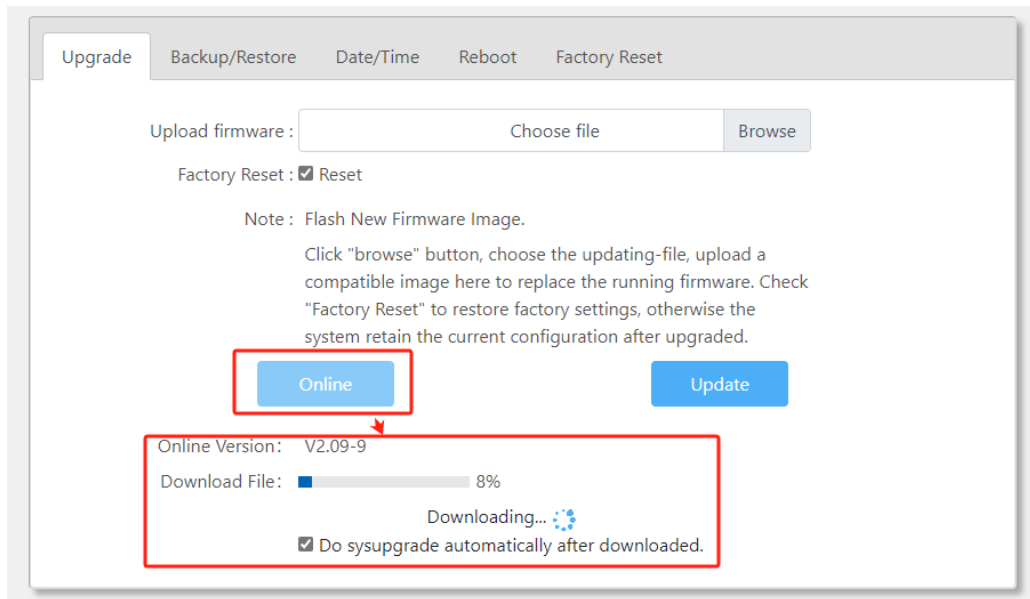 Upgrade Backup/Restore Date/Time Reboot Factory Reset
Upload firmware : Choose file Browse
Factory Reset : Reset
Note : Flash New Firmware Image.
Click "browse" button, choose the updating-file, upload a
compatible image here to replace the running firmware. Check
"Factory Reset" to restore factory settings, otherwise the
system retain the current configuration after upgraded.
Online Update
Online Version: V2.09-9
Download File: 8%
Downloading...
Do sysupgrade automatically after downloaded.